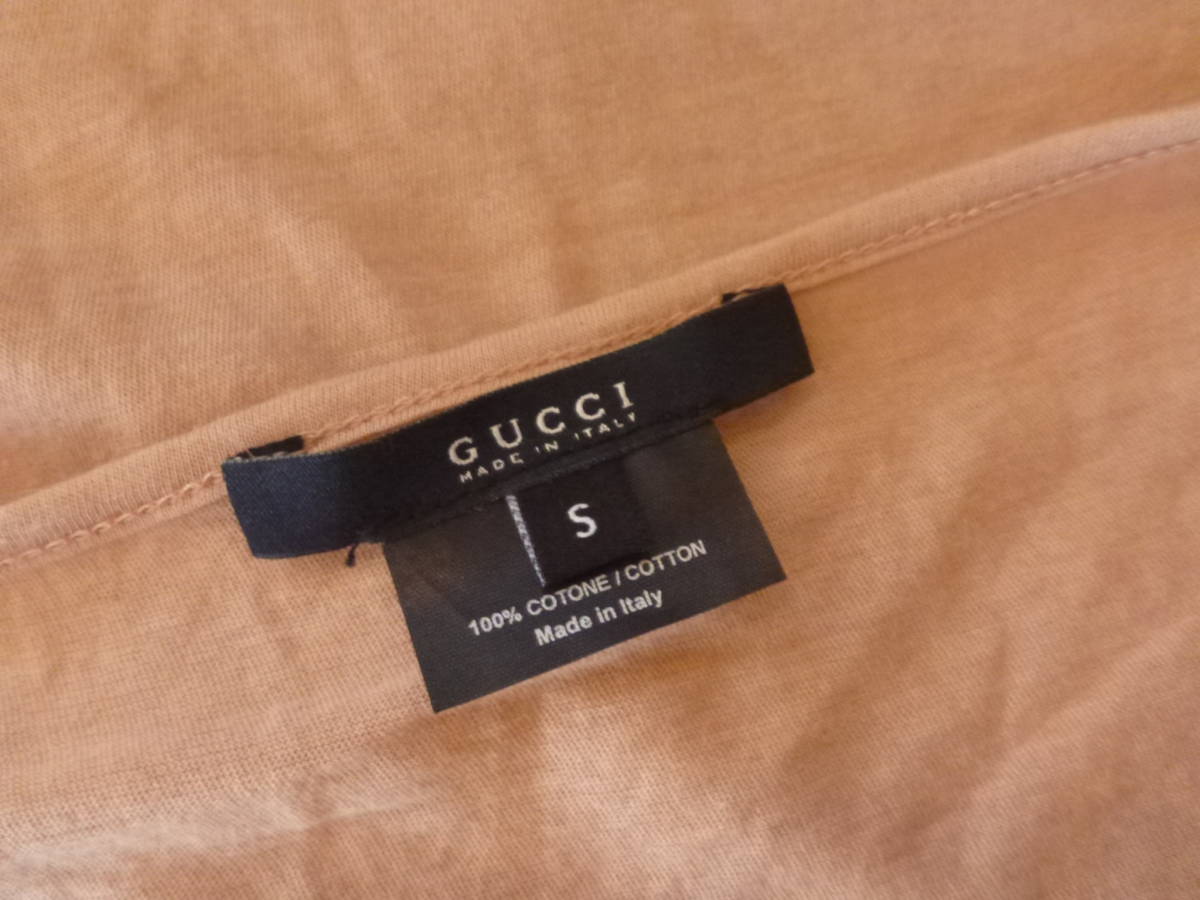 GUCCI
MADE IN ITALY
S
100% COTONE / COTTON
Made in Italy